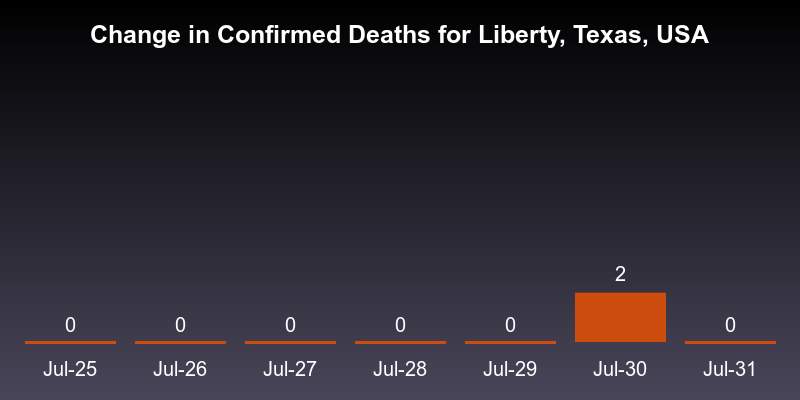 Change in Confirmed Deaths for Liberty, Texas, USA
2
0 0 0 0 0 0
Jul-25 Jul-26 Jul-27 Jul-28 Jul-29 Jul-30 Jul-31